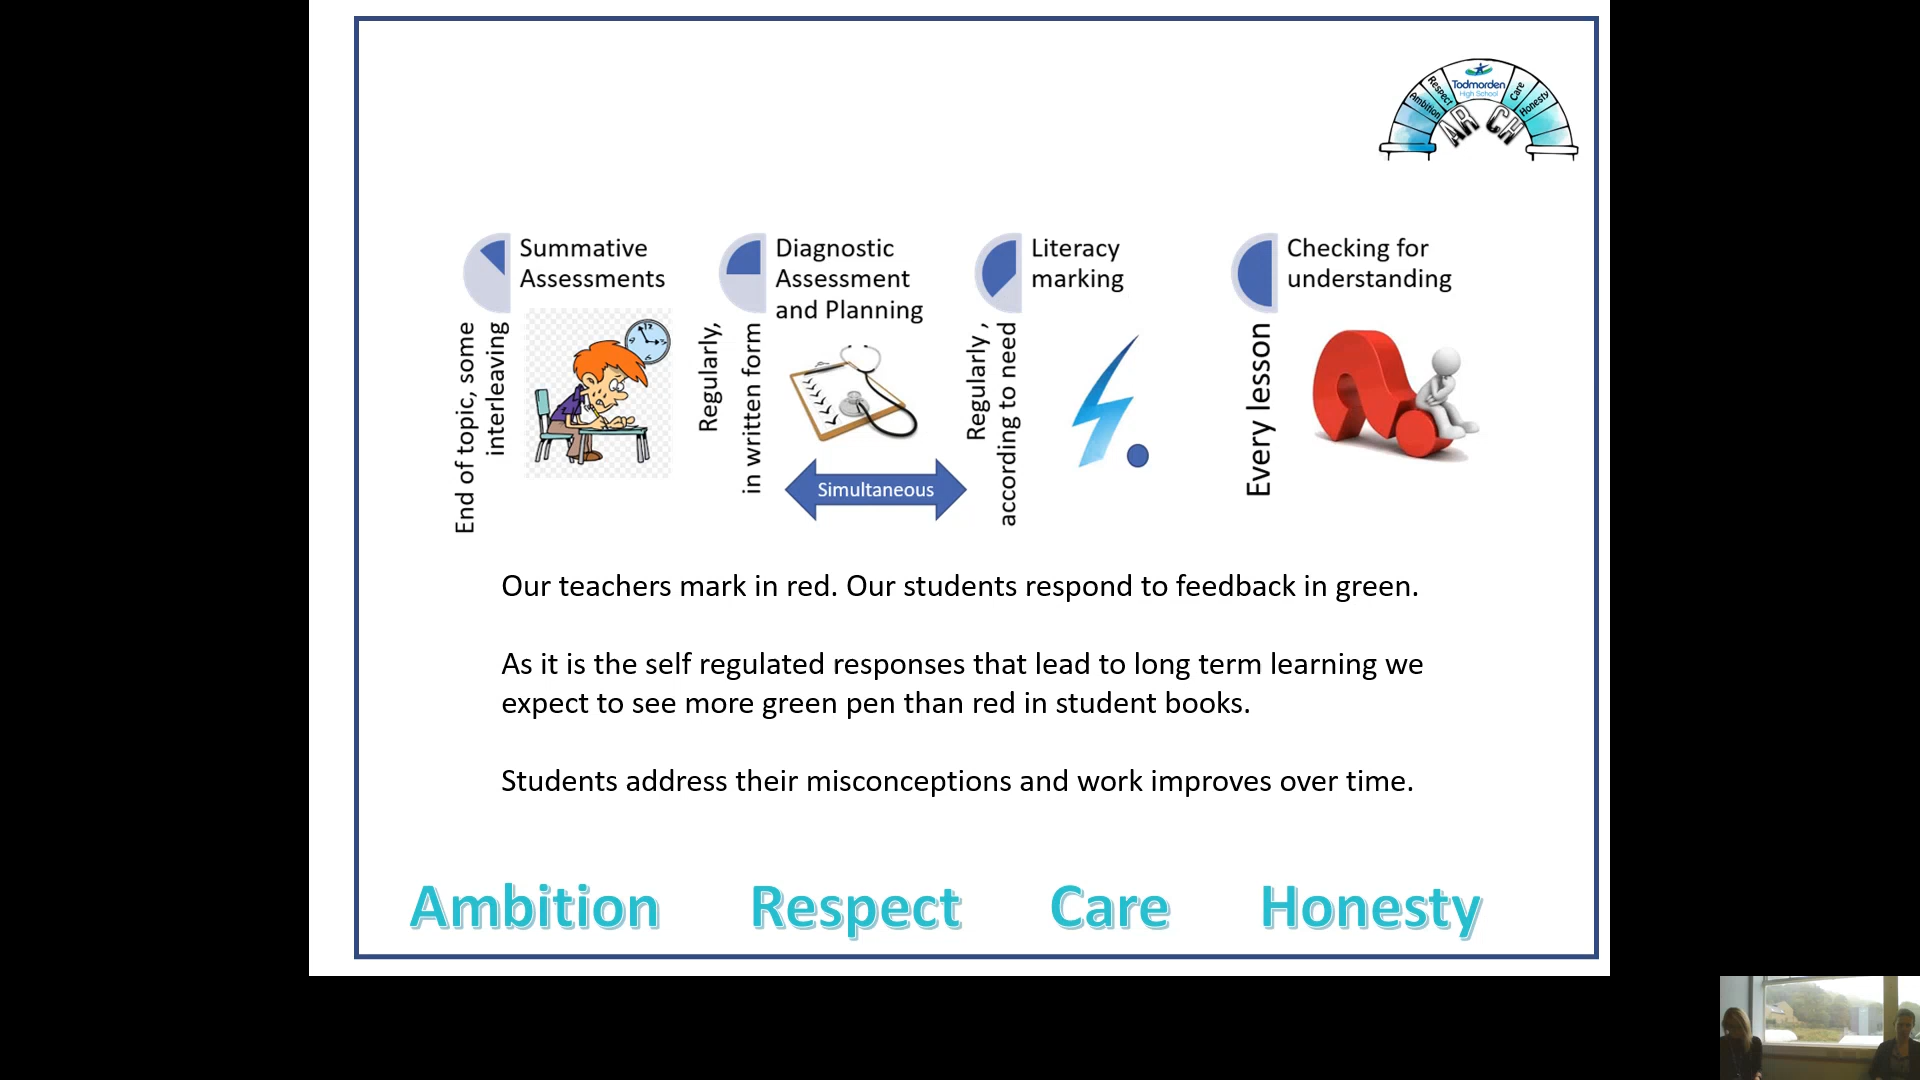 Todmorden
High School
Ambition
Respect
Care
Honesty
AR CH
Summative
Assessments
End of topic, some
interleaving
Diagnostic
Assessment
and Planning
Regularly,
in written form
Simultaneous
Literacy
marking
Regularly ,
according to need
Checking for
understanding
Every lesson
Our teachers mark in red. Our students respond to feedback in green.
As it is the self regulated responses that lead to long term learning we
expect to see more green pen than red in student books.
Students address their misconceptions and work improves over time.
Ambition Respect Care Honesty